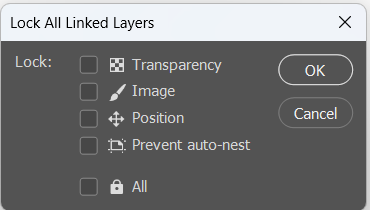 Lock All Linked Layers
Lock:
Transparency
Image
Position
Prevent auto-nest
All
OK
Cancel